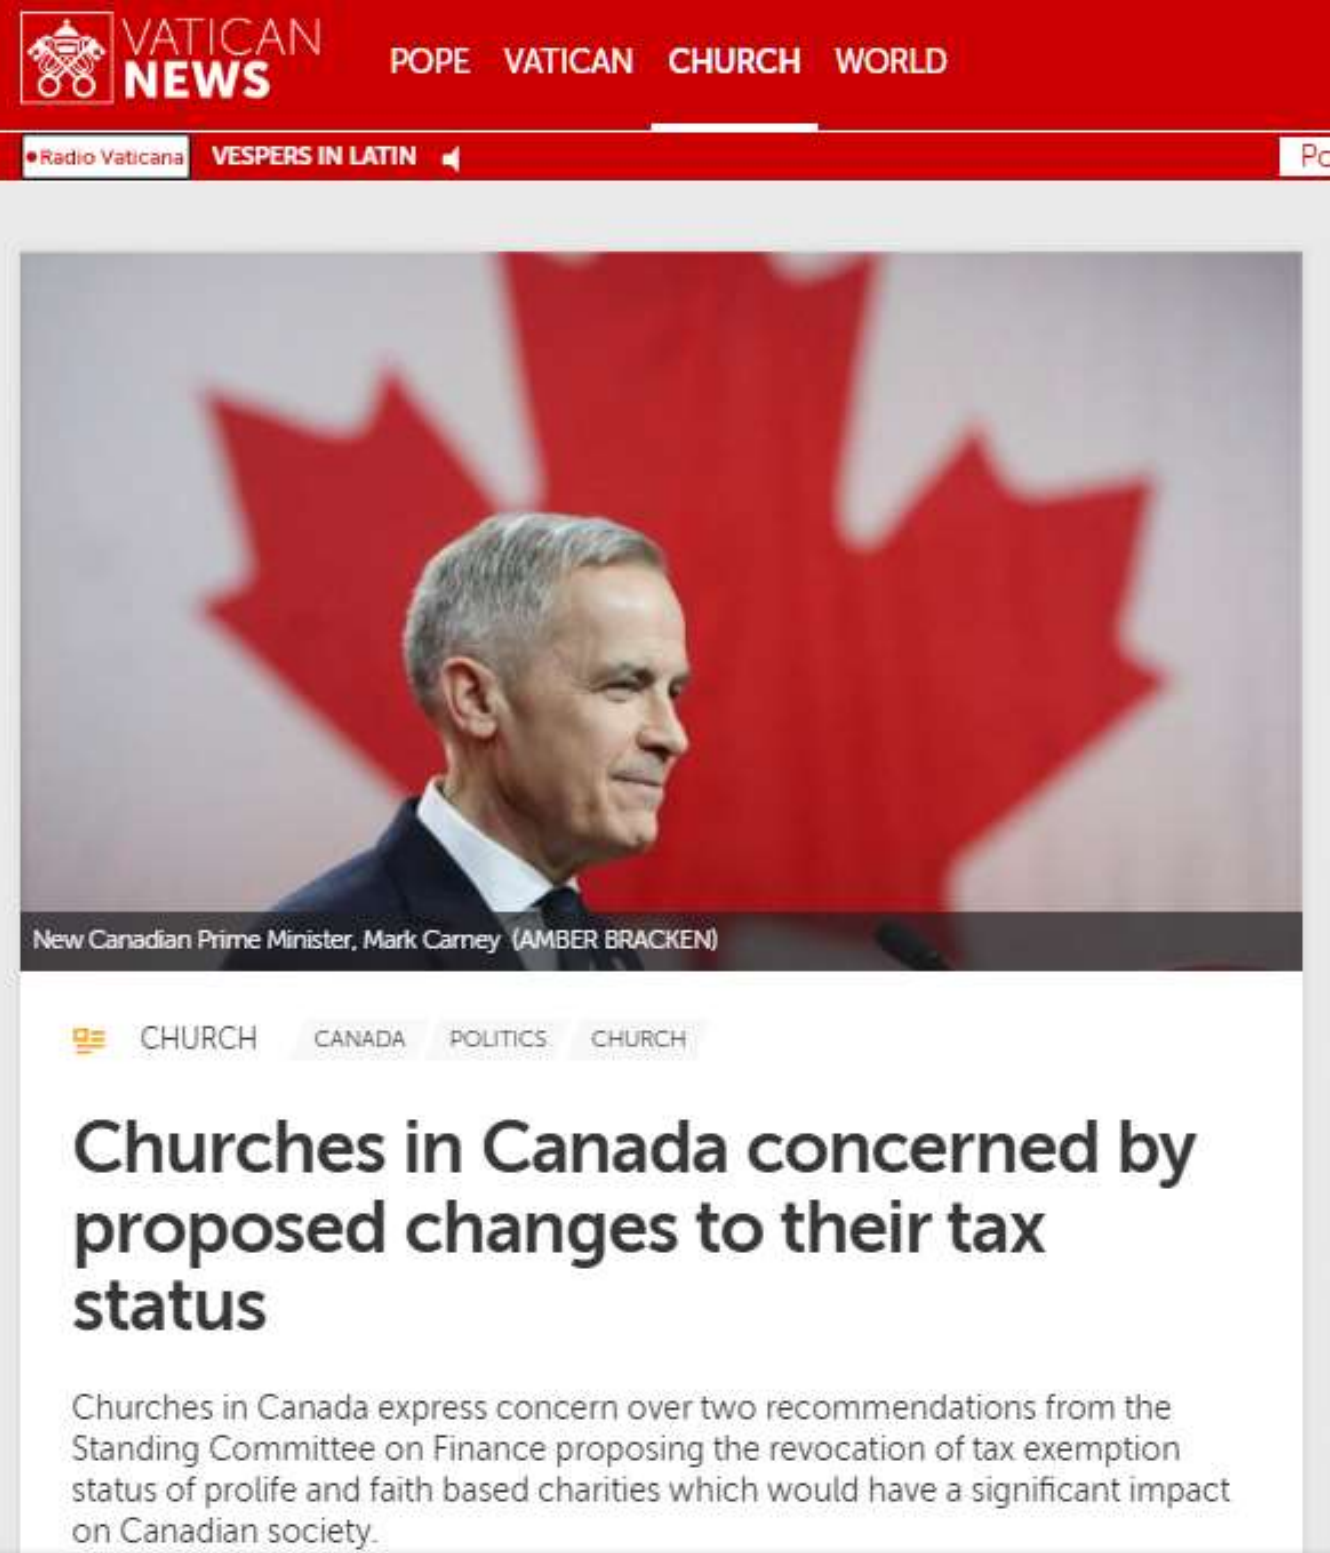 VATICAN
NEWS
POPE VATICAN CHURCH WORLD
Radio Vaticana VESPERS IN LATIN
New Canadian Prime Minister, Mark Carney (AMBER BRACKEN)
CHURCH CANADA POLITICS CHURCH
Churches in Canada concerned by
proposed changes to their tax
status
Churches in Canada express concern over two recommendations from the
Standing Committee on Finance proposing the revocation of tax exemption
status of prolife and faith based charities which would have a significant impact
on Canadian society.